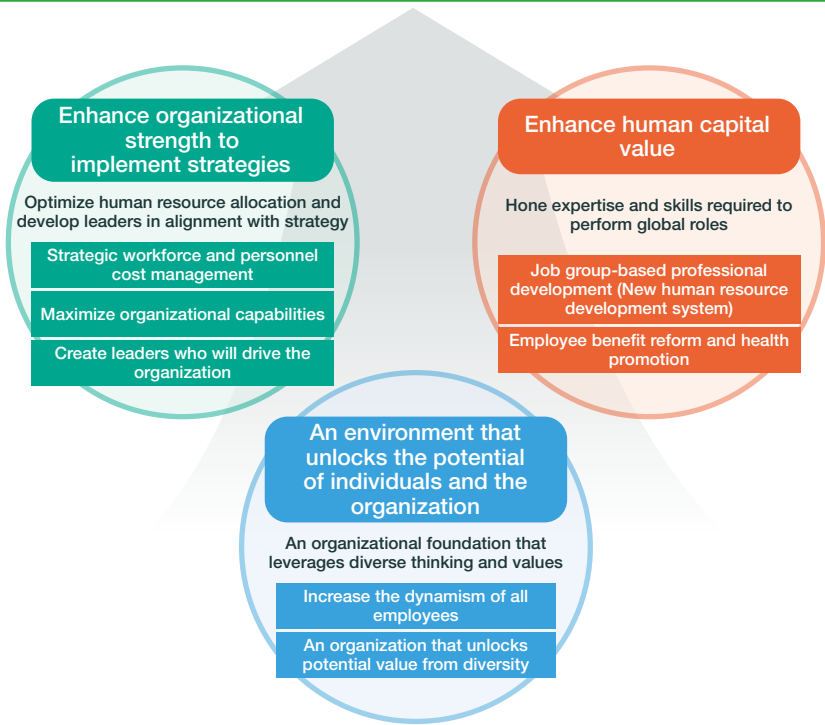 Enhance organizational
strength to
implement strategies
Optimize human resource allocation and
develop leaders in alignment with strategy
Strategic workforce and personnel
cost management
Maximize organizational capabilities
Create leaders who will drive the
organization
Enhance human capital
value
Hone expertise and skills required to
perform global roles
Job group-based professional
development (New human resource
development system)
Employee benefit reform and health
promotion
An environment that
unlocks the potential
of individuals and the
organization
An organizational foundation that
leverages diverse thinking and values
Increase the dynamism of all
employees
An organization that unlocks
potential value from diversity